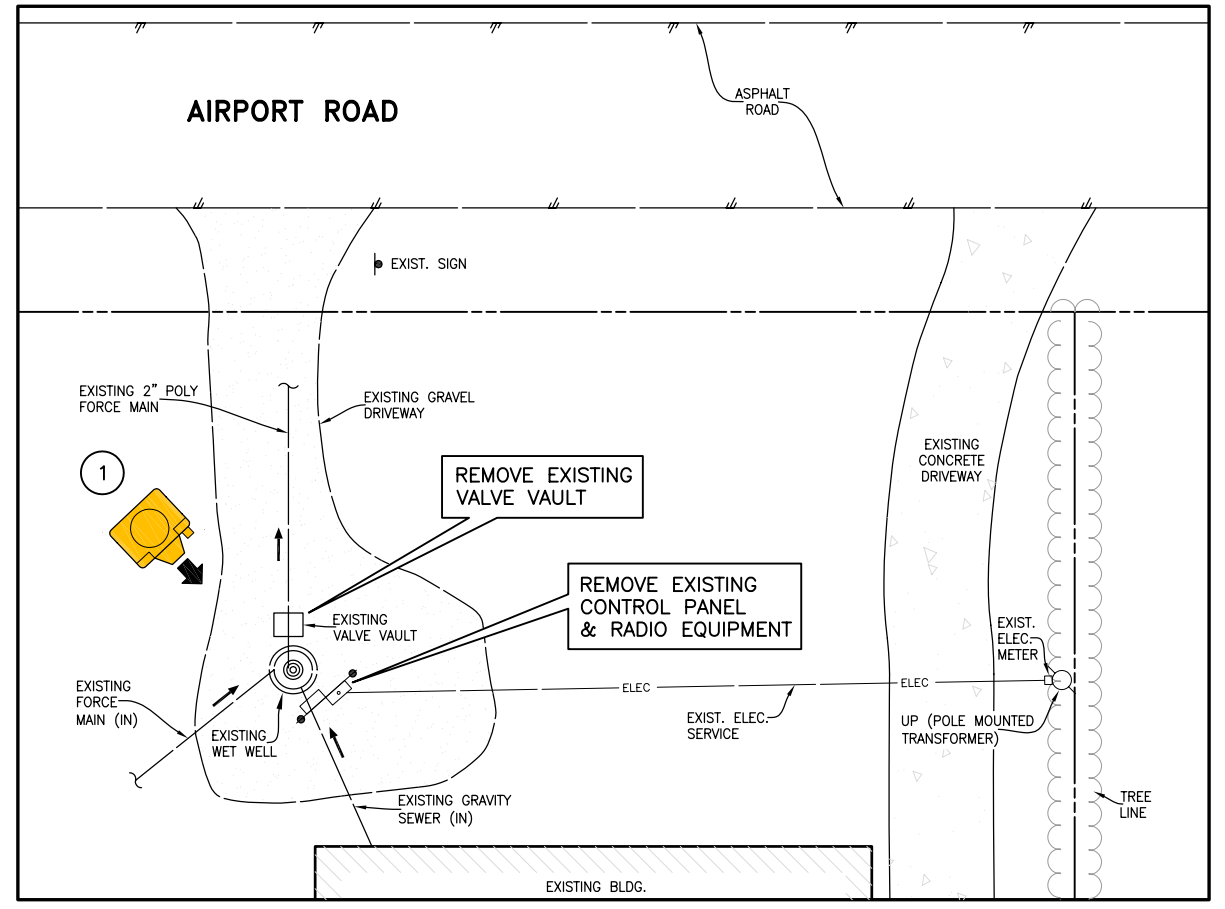 AIRPORT ROAD
ASPHALT
ROAD
EXIST. SIGN
EXISTING 2" POLY
FORCE MAIN
EXISTING GRAVEL
DRIVEWAY
1
REMOVE EXISTING
VALVE VAULT
EXISTING
CONCRETE
DRIVEWAY
REMOVE EXISTING
CONTROL PANEL
& RADIO EQUIPMENT
EXISTING
VALVE VAULT
EXIST.
ELEC.
METER
EXISTING
FORCE
MAIN (IN)
ELEC
ELEC
EXISTING
WET WELL
EXIST. ELEC.
SERVICE
UP (POLE MOUNTED
TRANSFORMER)
EXISTING GRAVITY
SEWER (IN)
TREE
LINE
EXISTING BLDG.